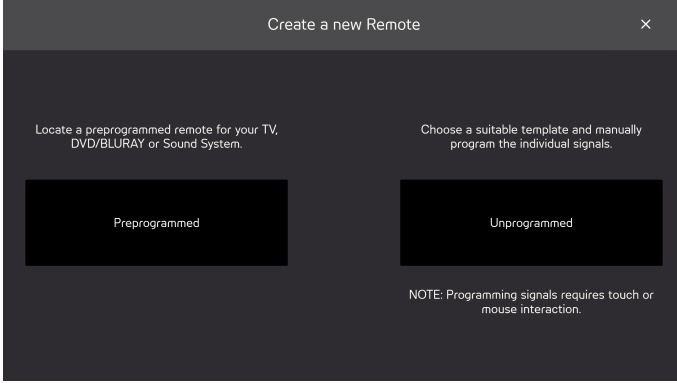 Create a new Remote
Locate a preprogrammed remote for your TV,
DVD/BLURAY or Sound System.
Preprogrammed
Choose a suitable template and manually
program the individual signals.
Unprogrammed
NOTE: Programming signals requires touch or
mouse interaction.